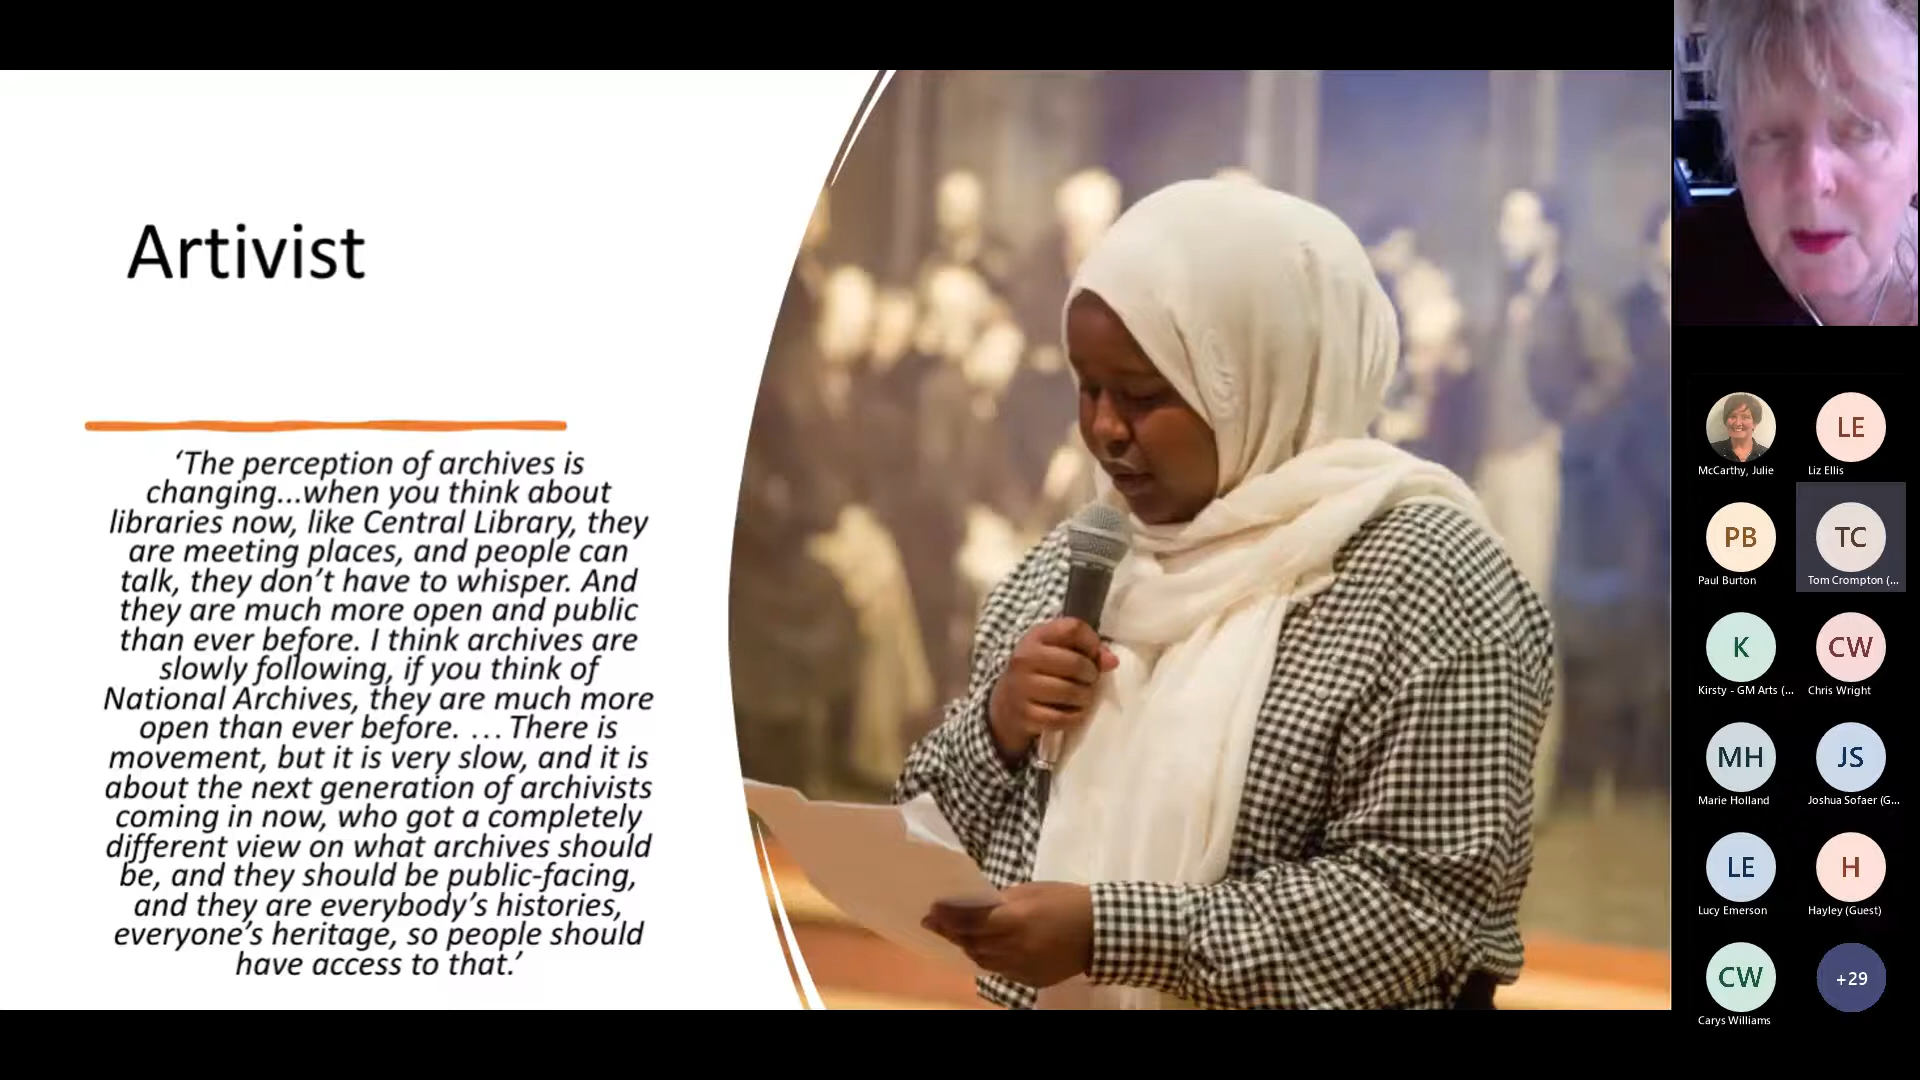 Artivist
‘The perception of archives is
changing...when you think about
libraries now, like Central Library, they
are meeting places, and people can
talk, they don’t have to whisper. And
they are much more open and public
than ever before. I think archives are
slowly following, if you think of
National Archives, they are much more
open than ever before. …There is
movement, but it is very slow, and it is
about the next generation of archivists
coming in now, who got a completely
different view on what archives should
be, and they should be public-facing,
and they are everybody’s histories,
everyone’s heritage, so people should
have access to that.’
McCarthy, Julie
LE
Liz Ellis
PB
Paul Burton
TC
Tom Crompton (...
K
Kirsty - GM Arts (...
CW
Chris Wright
MH
Marie Holland
JS
Joshua Sofaer (G...
LE
Lucy Emerson
H
Hayley (Guest)
CW
Carys Williams
+29